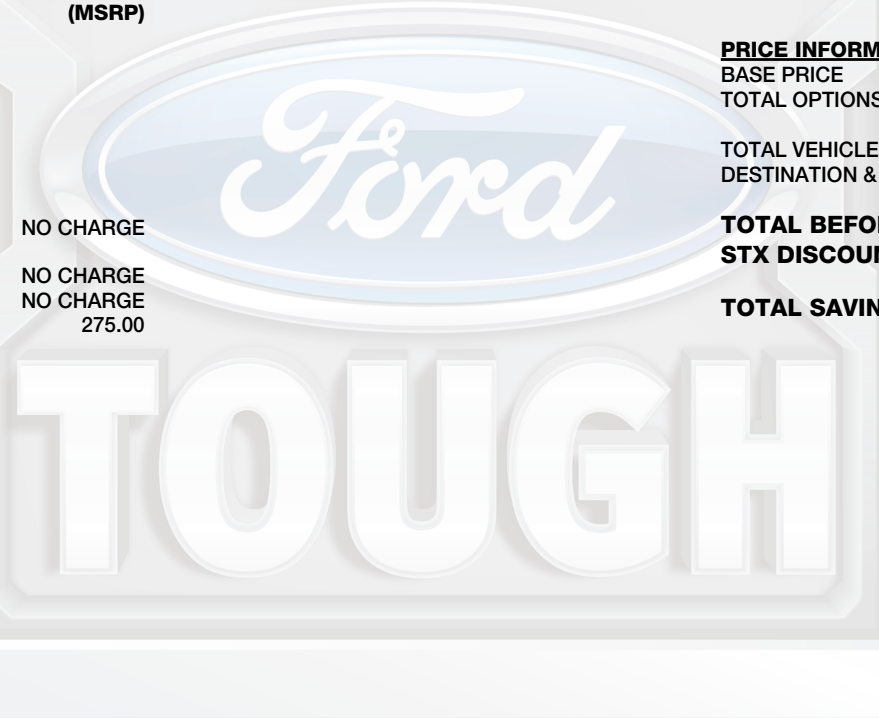 (MSRP)
NO CHARGE
NO CHARGE
NO CHARGE
275.00
PRICE INFORM
BASE PRICE
TOTAL OPTIONS
TOTAL VEHICLE
DESTINATION &
TOTAL BEFO
STX DISCOUN
TOTAL SAVIN
Ford
TOUGH